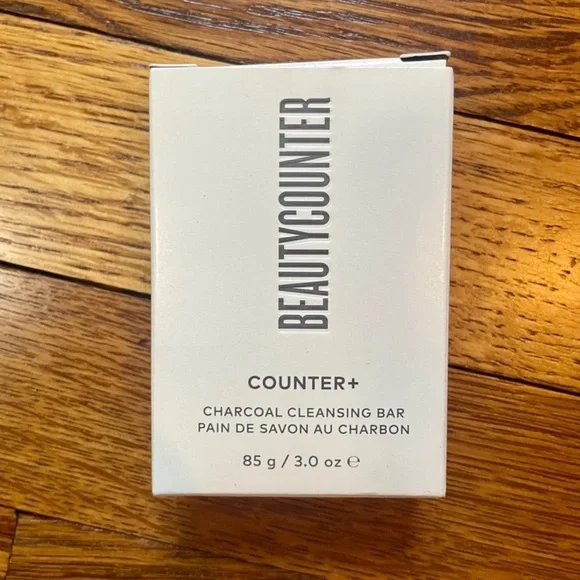 BEAUTYCOUNTER
COUNTER+
CHARCOAL CLEANSING BAR
PAIN DE SAVON AU CHARBON
85 g / 3.0 oz ℮